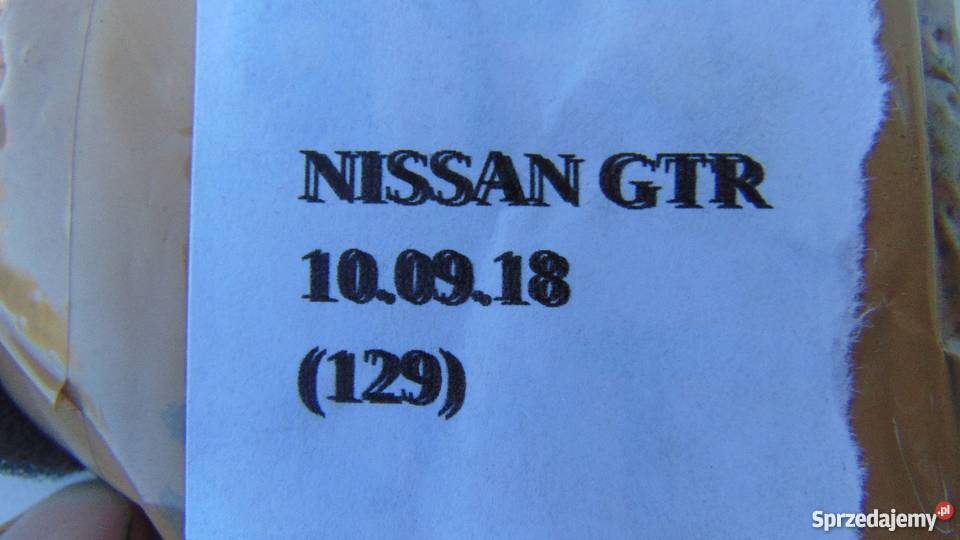 NISSAN GTR
10.09.18
(129)
Sprzedajemy.pl